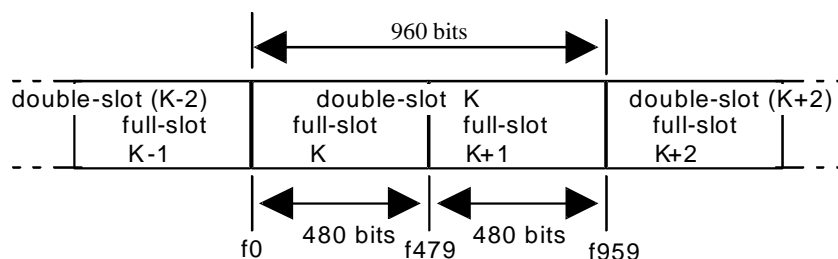 960 bits
double-slot (K-2) double-slot K double-slot (K+2)
full-slot full-slot full-slot full-slot
K-1 K K+1 K+2
480 bits 480 bits
f0 f479 f959